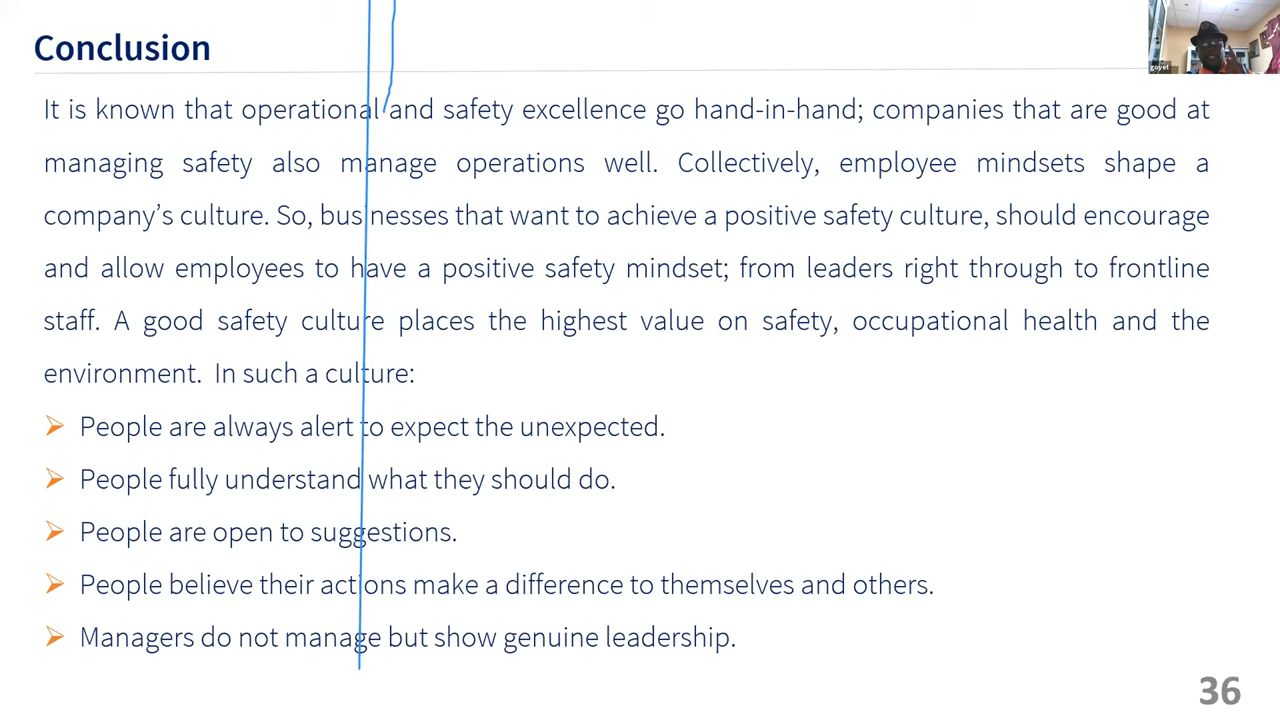 Conclusion
goyet
It is known that operational and safety excellence go hand-in-hand; companies that are good at
managing safety also manage operations well. Collectively, employee mindsets shape a
company’s culture. So, businesses that want to achieve a positive safety culture, should encourage
and allow employees to have a positive safety mindset; from leaders right through to frontline
staff. A good safety culture places the highest value on safety, occupational health and the
environment. In such a culture:
➢ People are always alert to expect the unexpected.
➢ People fully understand what they should do.
➢ People are open to suggestions.
➢ People believe their actions make a difference to themselves and others.
➢ Managers do not manage but show genuine leadership.
36